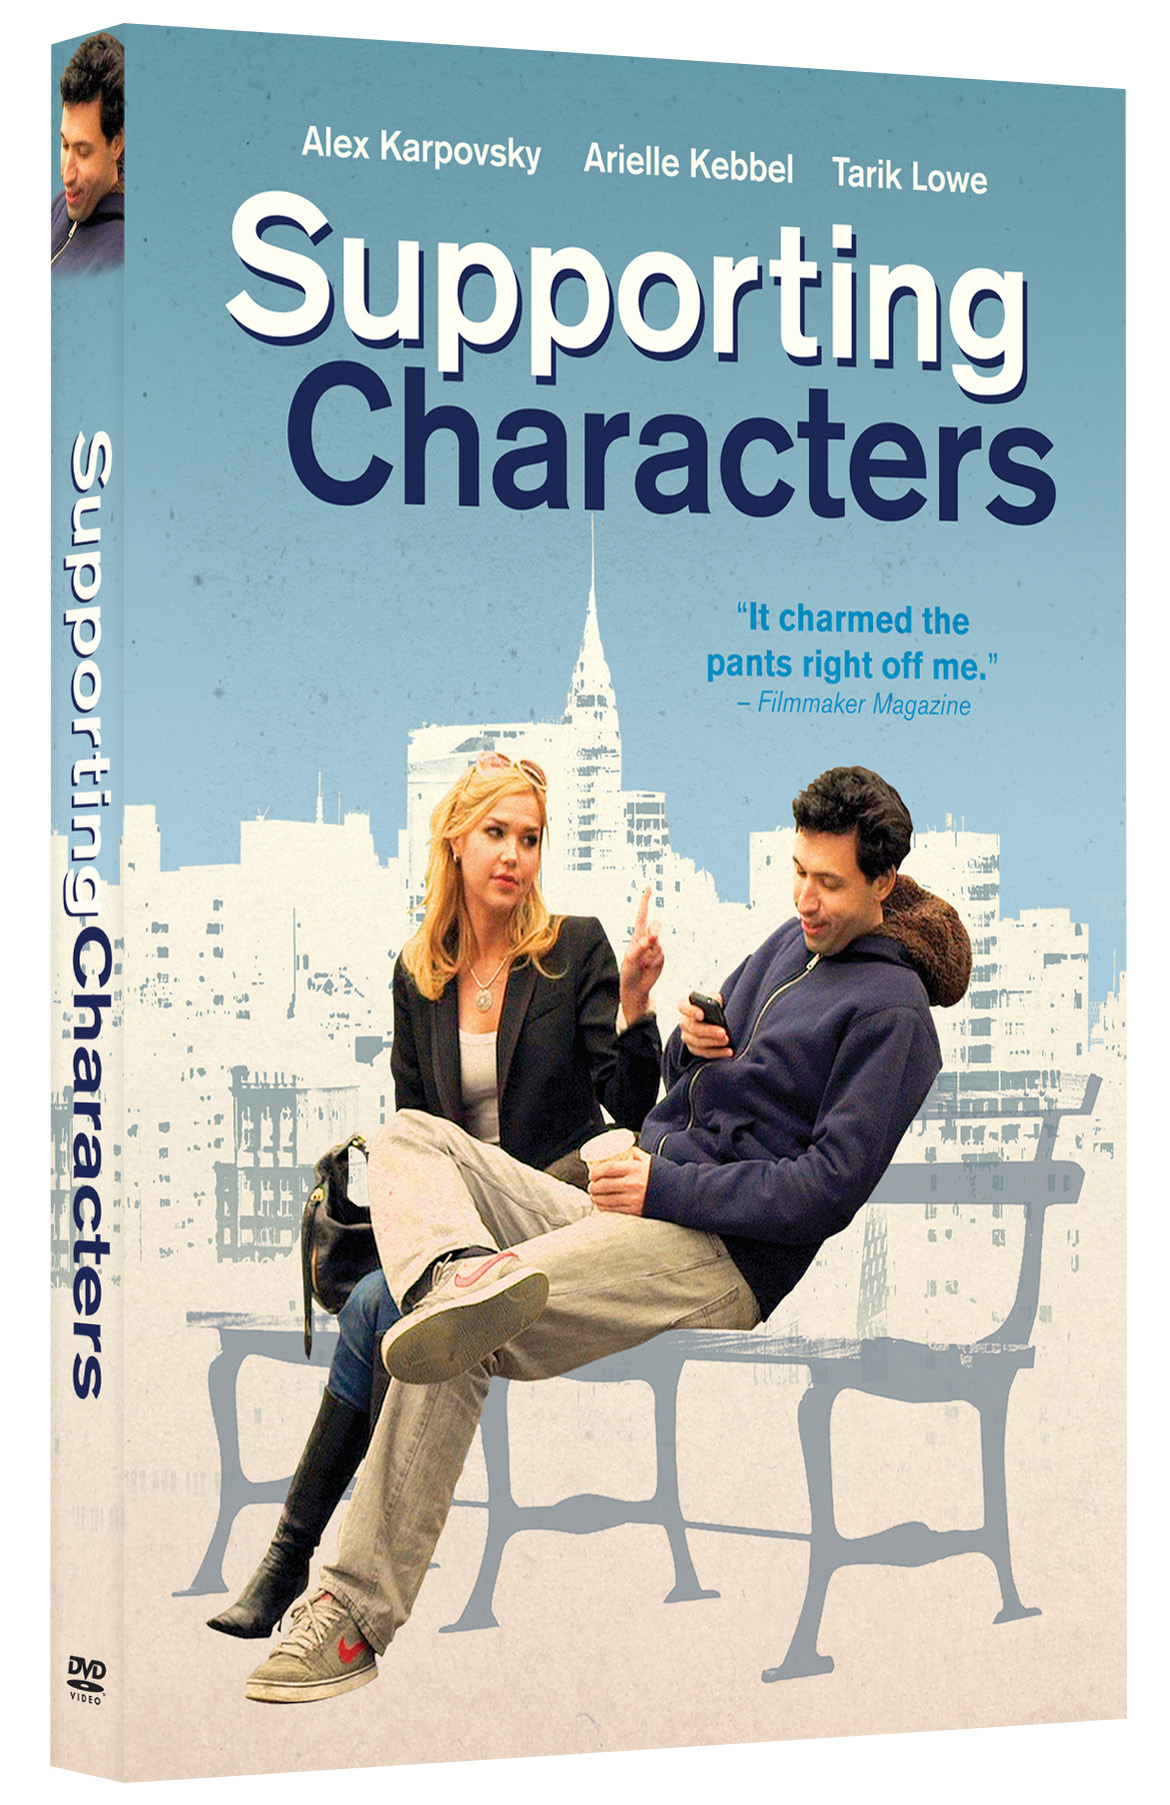 Alex Karpovsky Arielle Kebbel Tarik Lowe
Supporting
Characters
“It charmed the
pants right off me.”
– Filmmaker Magazine
Supporting Characters
DVD
VIDEO